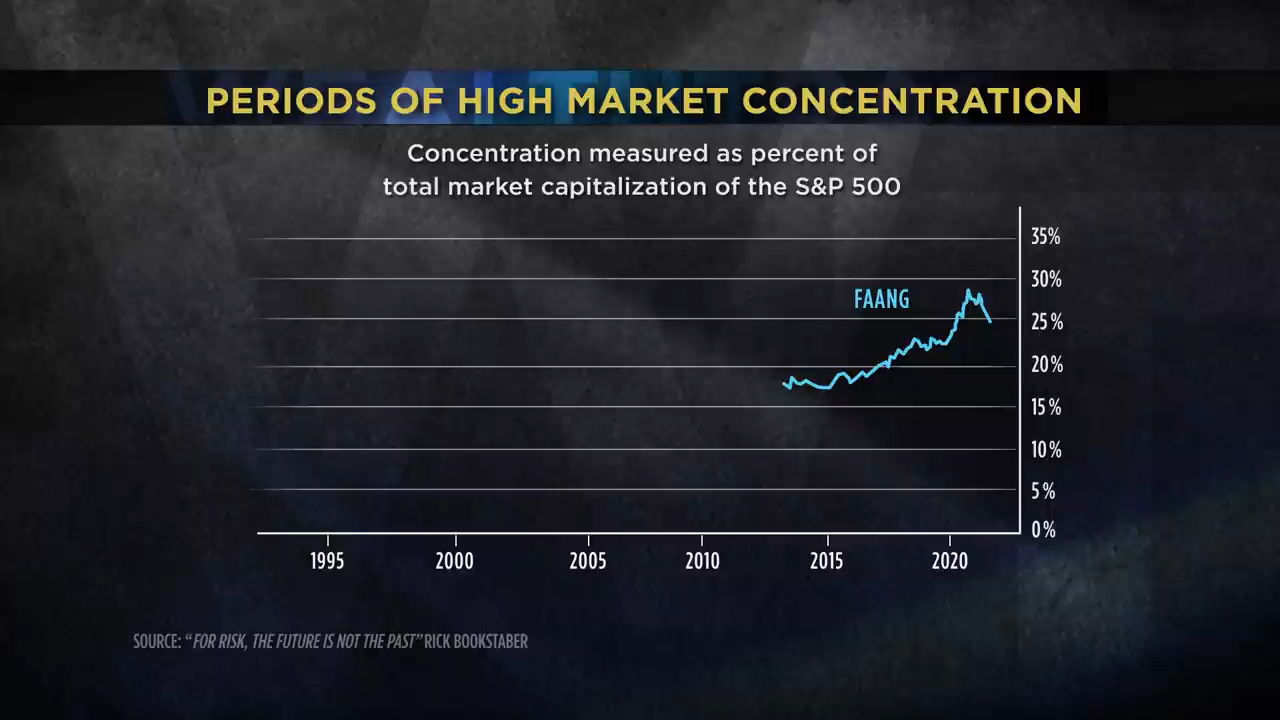 PERIODS OF HIGH MARKET CONCENTRATION
Concentration measured as percent of
total market capitalization of the S&P 500
35%
30%
FAANG
25%
20%
15%
10%
5%
0%
1995 2000 2005 2010 2015 2020
SOURCE: “FOR RISK, THE FUTURE IS NOT THE PAST” RICK BOOKSTABER